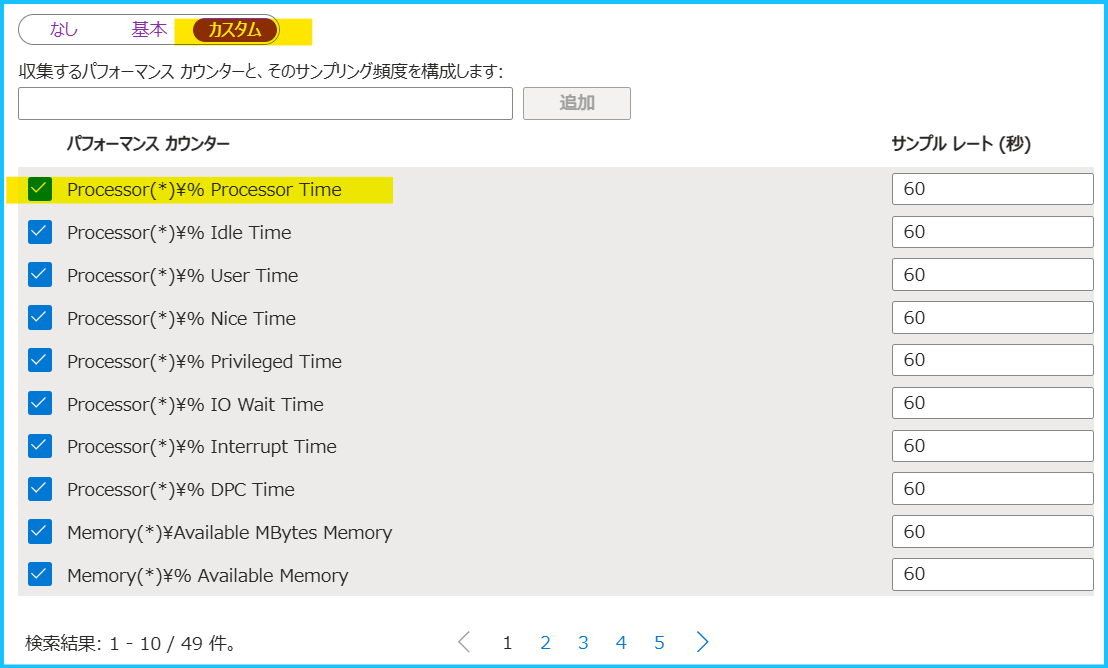 なし 基本 カスタム
収集するパフォーマンス カウンターと、そのサンプリング頻度を構成します:
追加
パフォーマンス カウンター サンプル レート (秒)
Processor(*)¥% Processor Time 60
Processor(*)¥% Idle Time 60
Processor(*)¥% User Time 60
Processor(*)¥% Nice Time 60
Processor(*)¥% Privileged Time 60
Processor(*)¥% IO Wait Time 60
Processor(*)¥% Interrupt Time 60
Processor(*)¥% DPC Time 60
Memory(*)¥Available MBytes Memory 60
Memory(*)¥% Available Memory 60
検索結果: 1 - 10 / 49 件。 1 2 3 4 5